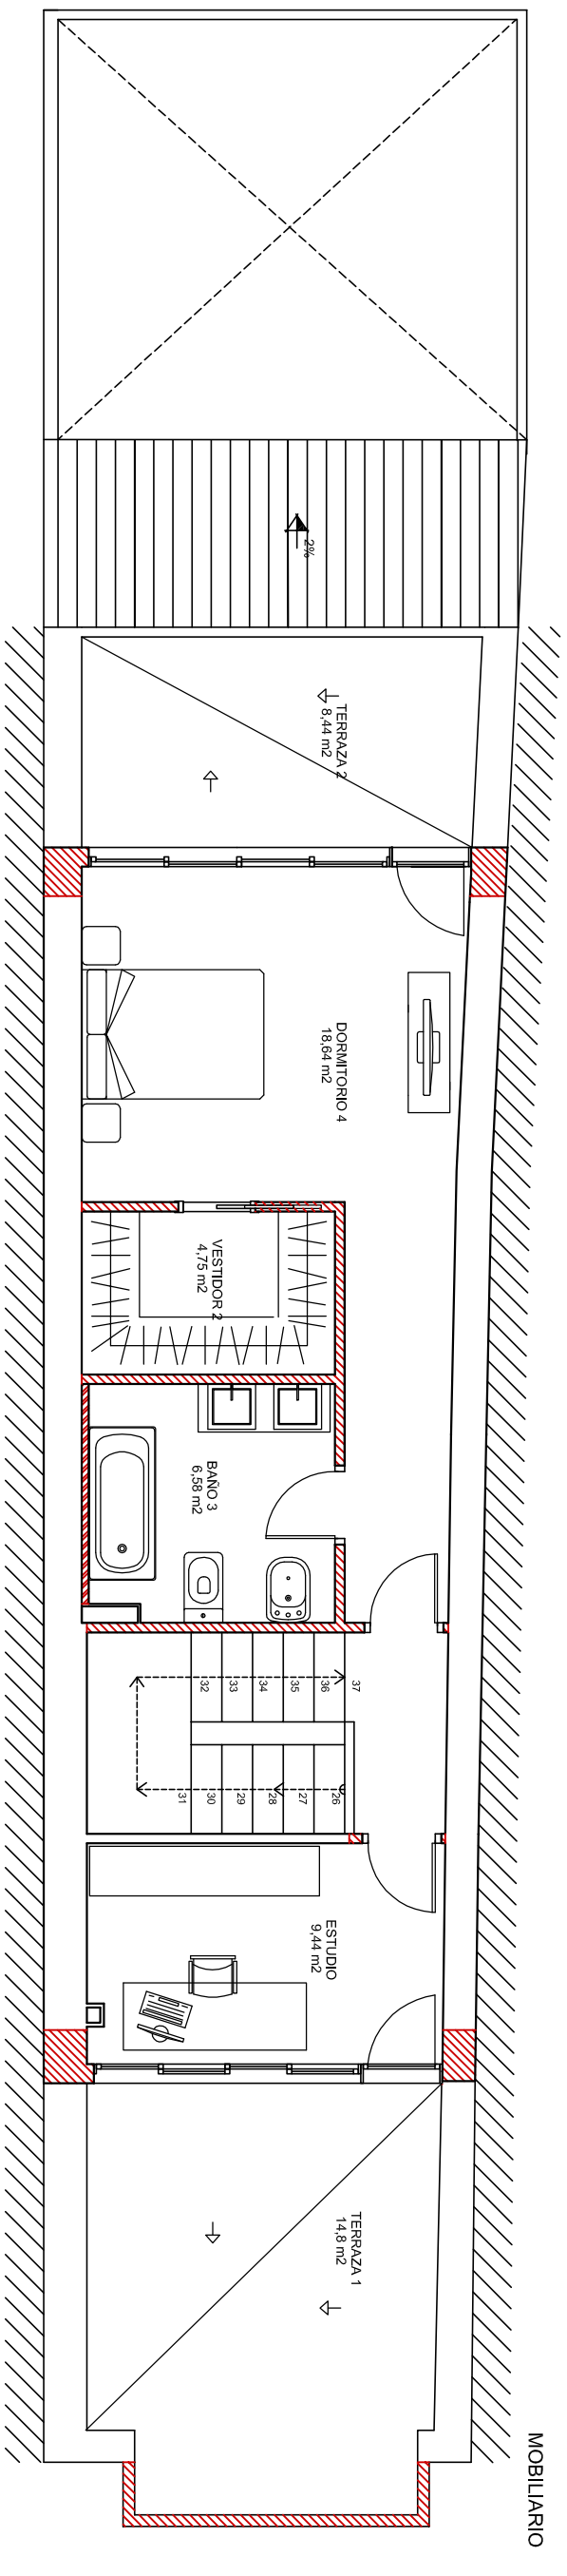 2%
TERRAZA 2
8,44 m2
DORMITORIO 4
18,64 m2
VESTIDOR 2
4,75 m2
BAÑO 3
6,58 m2
37
36
35
34
33
32
31
30
29
28
27
26
ESTUDIO
9,44 m2
TERRAZA 1
14,8 m2
MOBILIARIO